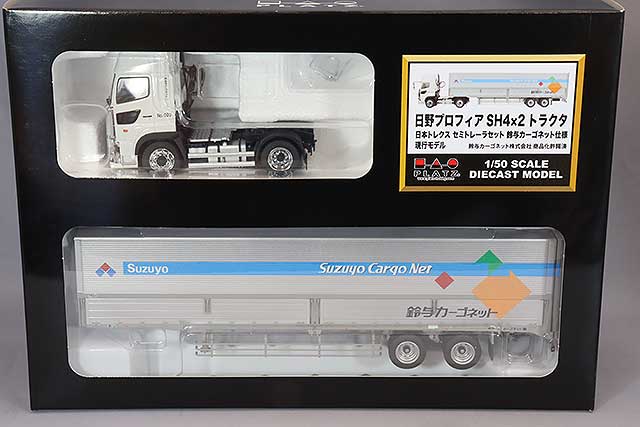 日野プロフィア SH4x2 トラクタ
日本トレクス セミトレーラセット 鈴与カーゴネット仕様
現行モデル 鈴与カーゴネット株式会社 商品化許諾済
PLATZ
1/50 SCALE
DIECAST MODEL
Suzuyo
Suzuyo Cargo Net
鈴与カーゴネット